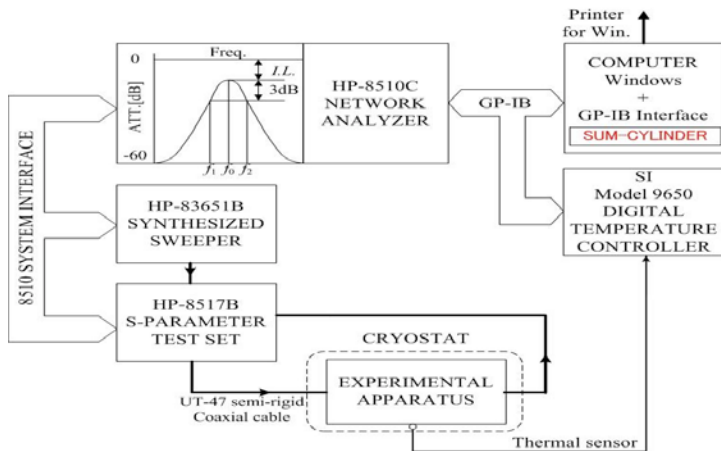 Printer
for Win.
0
Freq.
I.L.
3dB
ATT.[dB]
-60
f1 f0 f2
HP-8510C
NETWORK
ANALYZER
GP-IB
COMPUTER
Windows
+
GP-IB Interface
SUM-CYLINDER
8510 SYSTEM INTERFACE
HP-83651B
SYNTHESIZED
SWEEPER
SI
Model 9650
DIGITAL
TEMPERATURE
CONTROLLER
HP-8517B
S-PARAMETER
TEST SET
CRYOSTAT
EXPERIMENTAL
APPARATUS
UT-47 semi-rigid
Coaxial cable
Thermal sensor